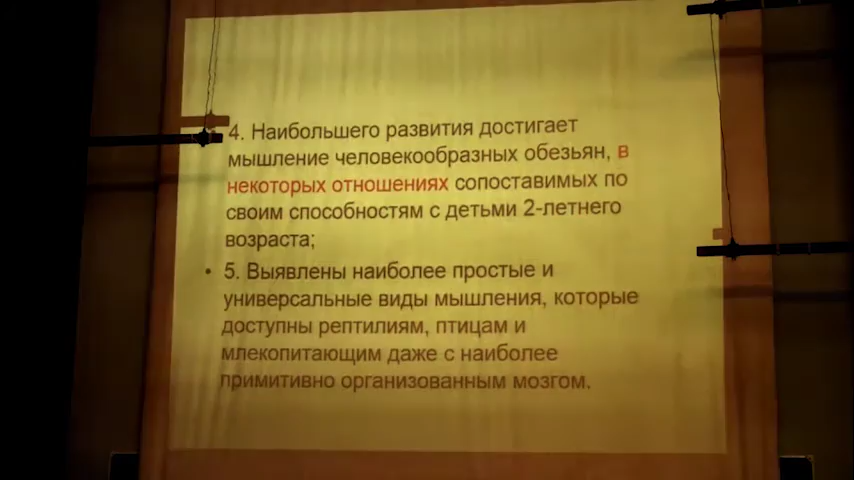 4. Наибольшего развития достигает
мышление человекообразных обезьян, в
некоторых отношениях сопоставимых по
своим способностям с детьми 2-летнего
возраста;
• 5. Выявлены наиболее простые и
универсальные виды мышления, которые
доступны рептилиям, птицам и
млекопитающим даже с наиболее
примитивно организованным мозгом.